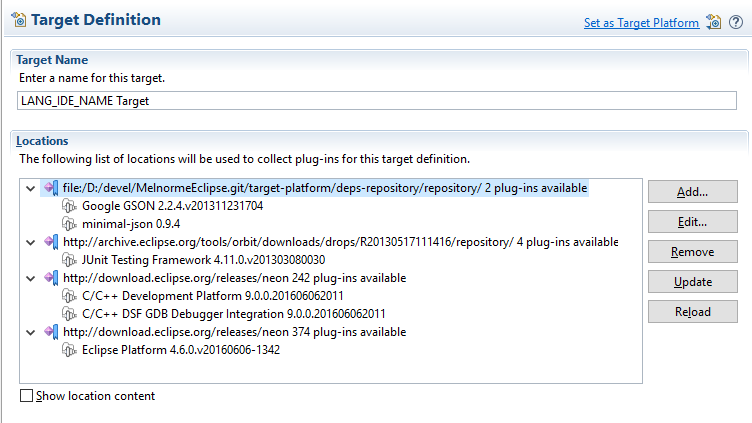 Target Definition
Set as Target Platform
Target Name
Enter a name for this target.
LANG_IDE_NAME Target
Locations
The following list of locations will be used to collect plug-ins for this target definition.
file:/D:/devel/MelnormeEclipse.git/target-platform/deps-repository/repository/ 2 plug-ins available
Google GSON 2.2.4.v201311231704
minimal-json 0.9.4
http://archive.eclipse.org/tools/orbit/downloads/drops/R20130517111416/repository/ 4 plug-ins available
JUnit Testing Framework 4.11.0.v201303080030
http://download.eclipse.org/releases/neon 242 plug-ins available
C/C++ Development Platform 9.0.0.201606062011
C/C++ DSF GDB Debugger Integration 9.0.0.201606062011
http://download.eclipse.org/releases/neon 374 plug-ins available
Eclipse Platform 4.6.0.v20160606-1342
Add...
Edit...
Remove
Update
Reload
Show location content